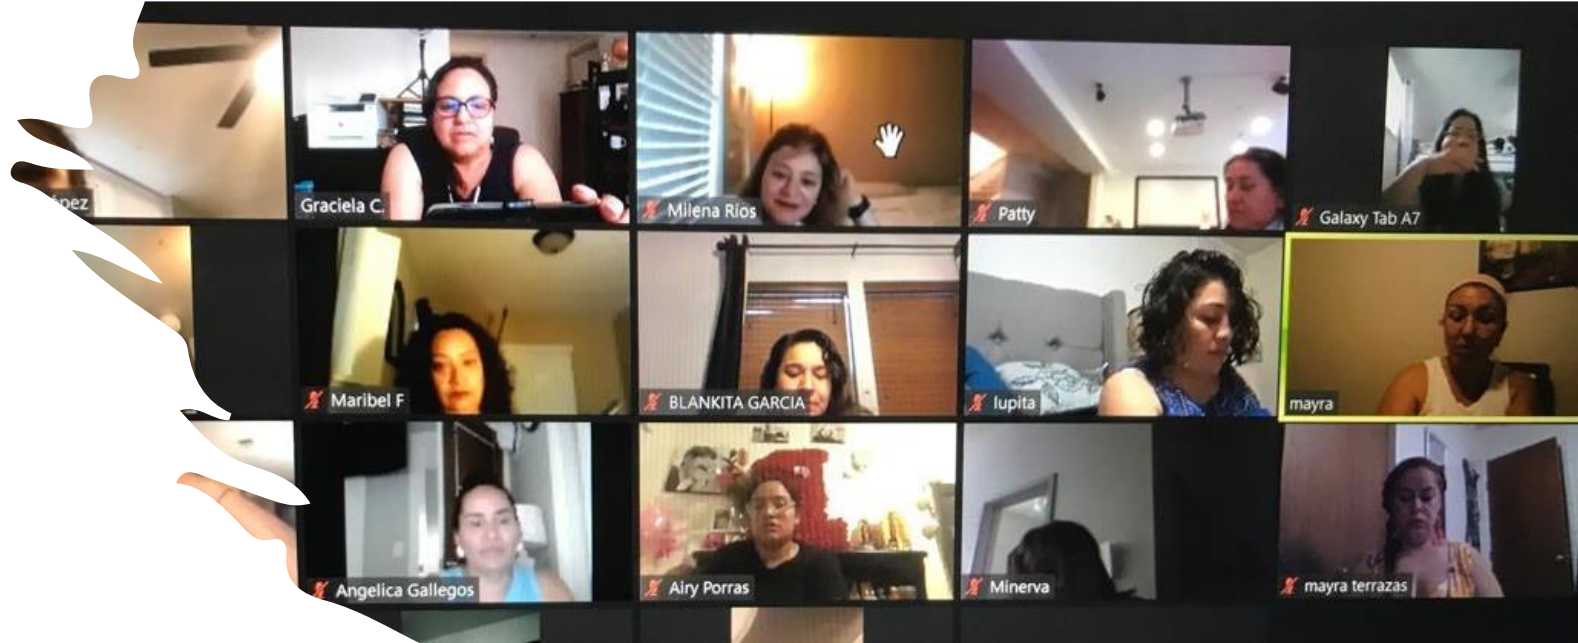 Graciela C.
Milena Rios
Patty
Galaxy Tab A7
Maribel F
BLANKITA GARCIA
lupita
mayra
Angelica Gallegos
Airy Porras
Minerva
mayra terrazas